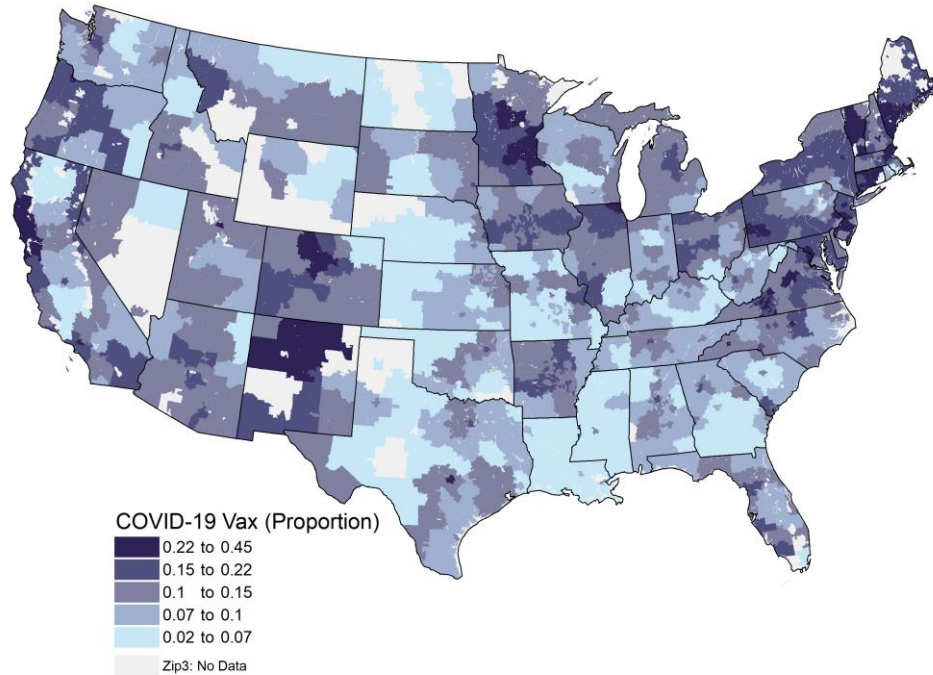 COVID-19 Vax (Proportion)
0.22 to 0.45
0.15 to 0.22
0.1 to 0.15
0.07 to 0.1
0.02 to 0.07
Zip3: No Data